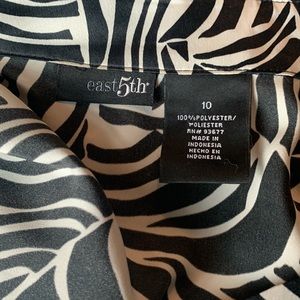 east5th
10
100%POLYESTER/
POLIESTER
RN# 93677
MADE IN
INDONESIA
HECHO EN
INDONESIA